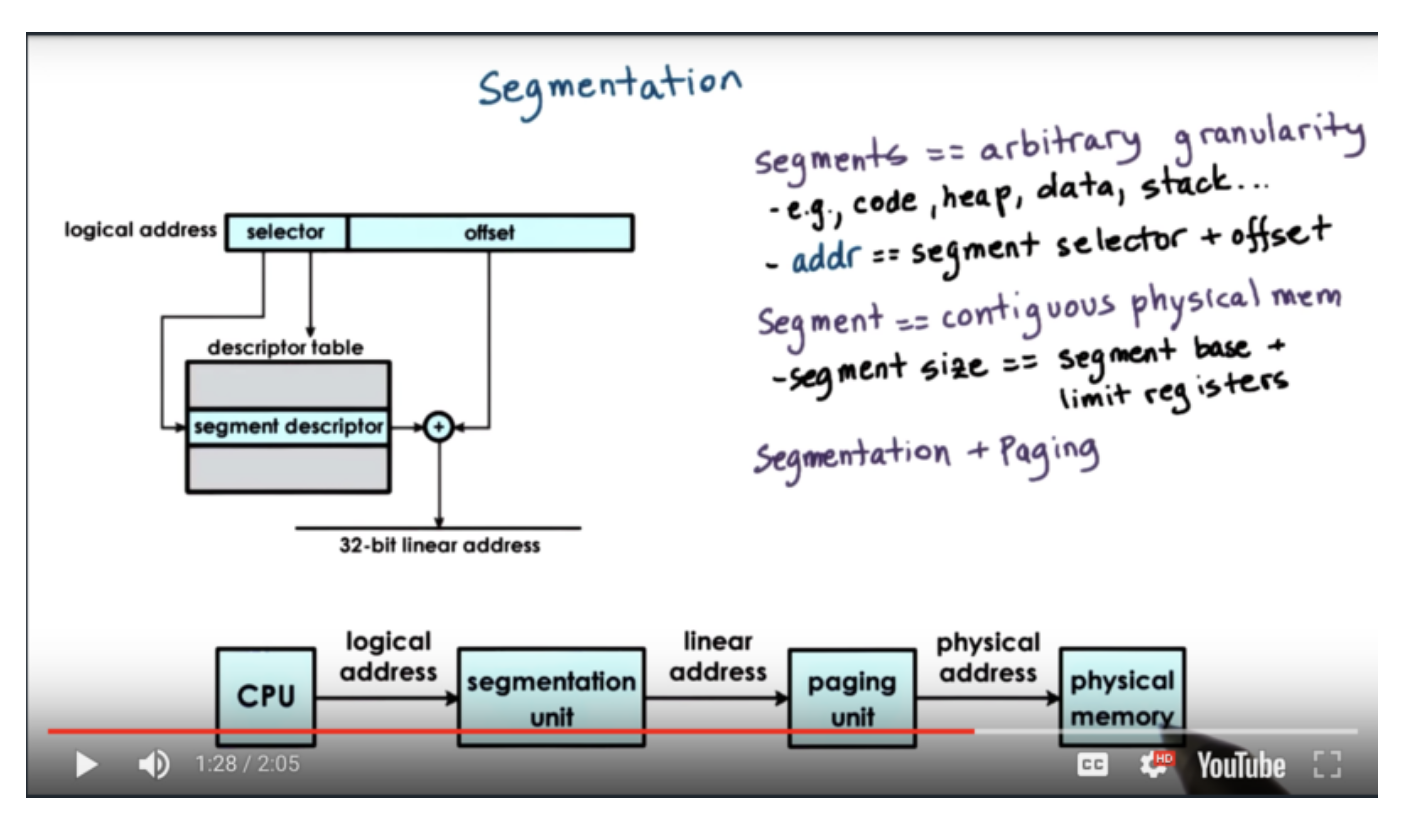 Segmentation
segments == arbitrary granularity
- e.g., code, heap, data, stack...
- addr == segment selector + offset
Segment == contiguous physical mem
- segment size == segment base +
limit registers
Segmentation + Paging
logical address selector offset
descriptor table
segment descriptor +
32-bit linear address
logical
address
linear
address
physical
address
CPU
segmentation
unit
paging
unit
physical
memory
1:28 / 2:05
CC HD YouTube